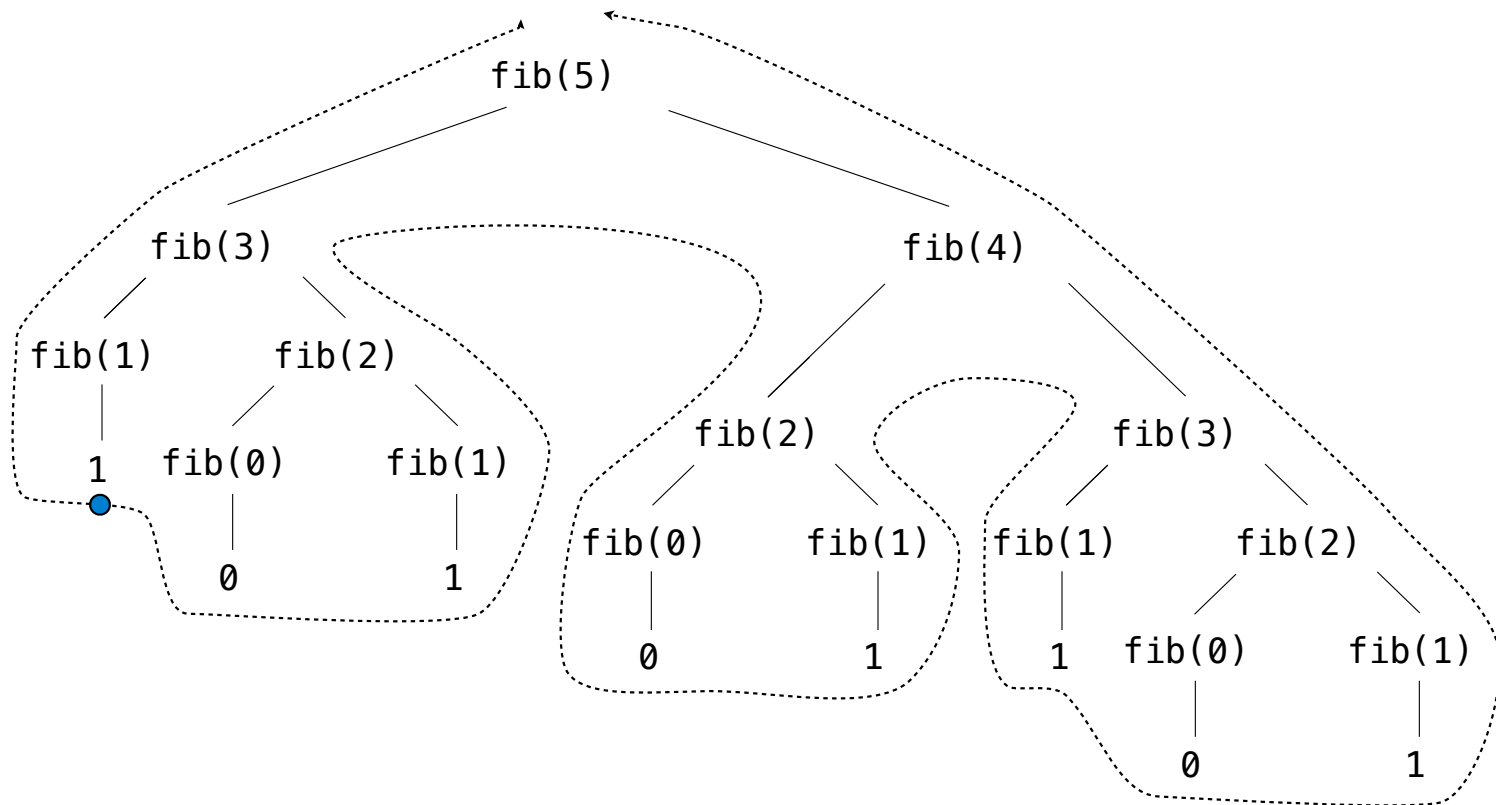 fib(5)
fib(3) fib(4)
fib(1) fib(2)
fib(2) fib(3)
1 fib(0) fib(1)
fib(0) fib(1) fib(1) fib(2)
0 1
0 1 1 fib(0) fib(1)
0 1